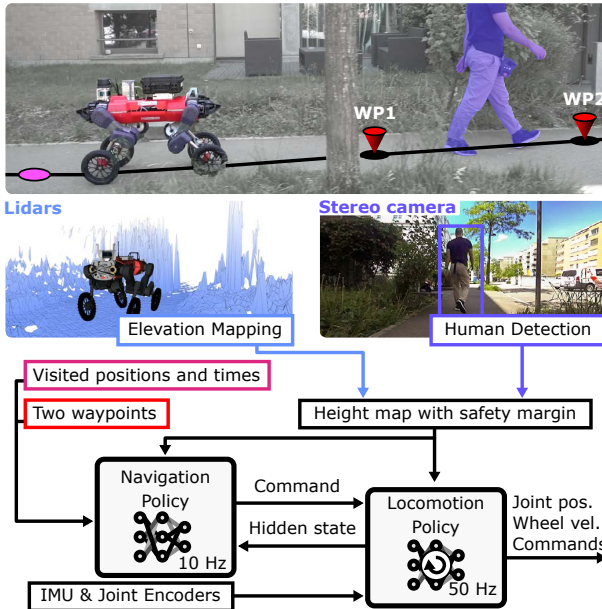 WP1
WP2
Lidars
Stereo camera
Elevation Mapping
Human Detection
Visited positions and times
Two waypoints
Height map with safety margin
Navigation
Policy
10 Hz
Command
Hidden state
Locomotion
Policy
50 Hz
Joint pos.
Wheel vel.
Commands
IMU & Joint Encoders